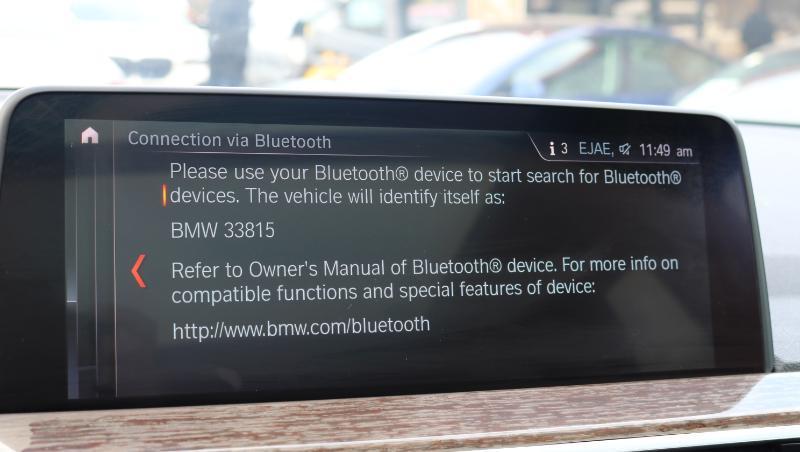 Connection via Bluetooth
i 3 EJAE, 11:49 am
Please use your Bluetooth® device to start search for Bluetooth®
devices. The vehicle will identify itself as:
BMW 33815
Refer to Owner's Manual of Bluetooth® device. For more info on
compatible functions and special features of device:
http://www.bmw.com/bluetooth